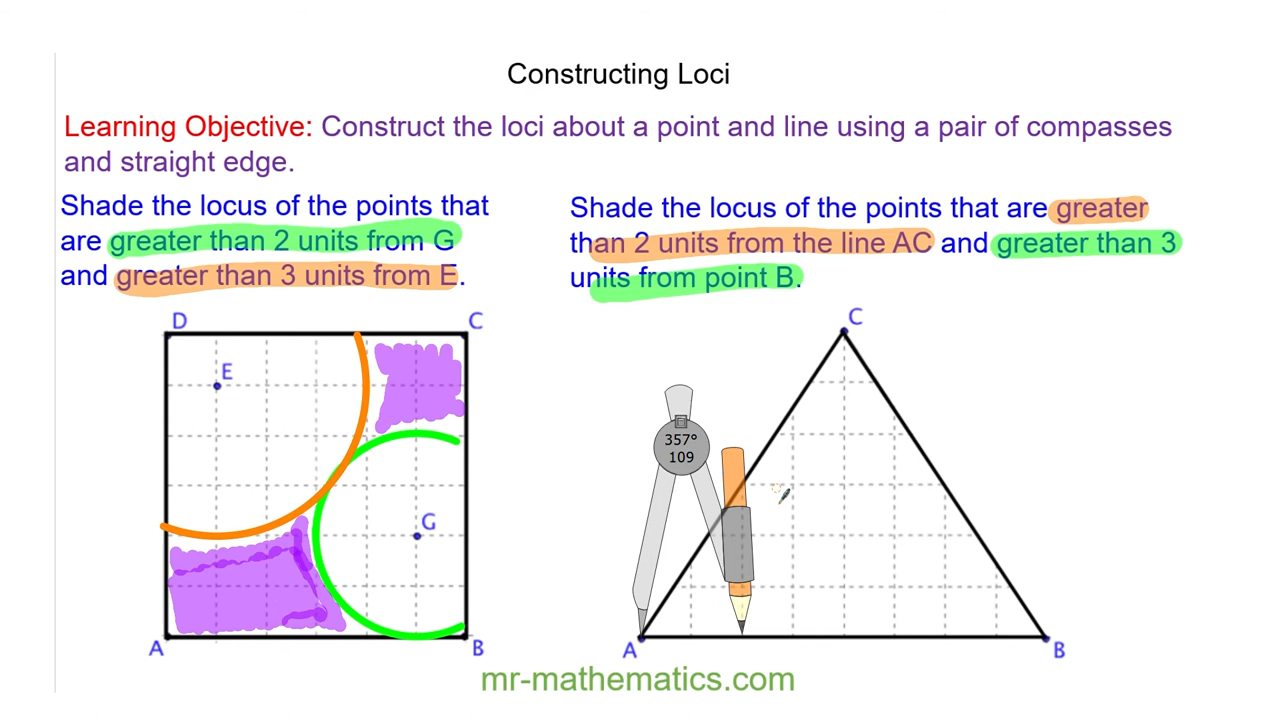 Constructing Loci
Learning Objective: Construct the loci about a point and line using a pair of compasses
and straight edge.
Shade the locus of the points that
are greater than 2 units from G
and greater than 3 units from E.
Shade the locus of the points that are greater
than 2 units from the line AC and greater than 3
units from point B.
D
C
E
G
A
B
C
357°
109
A
B
mr-mathematics.com